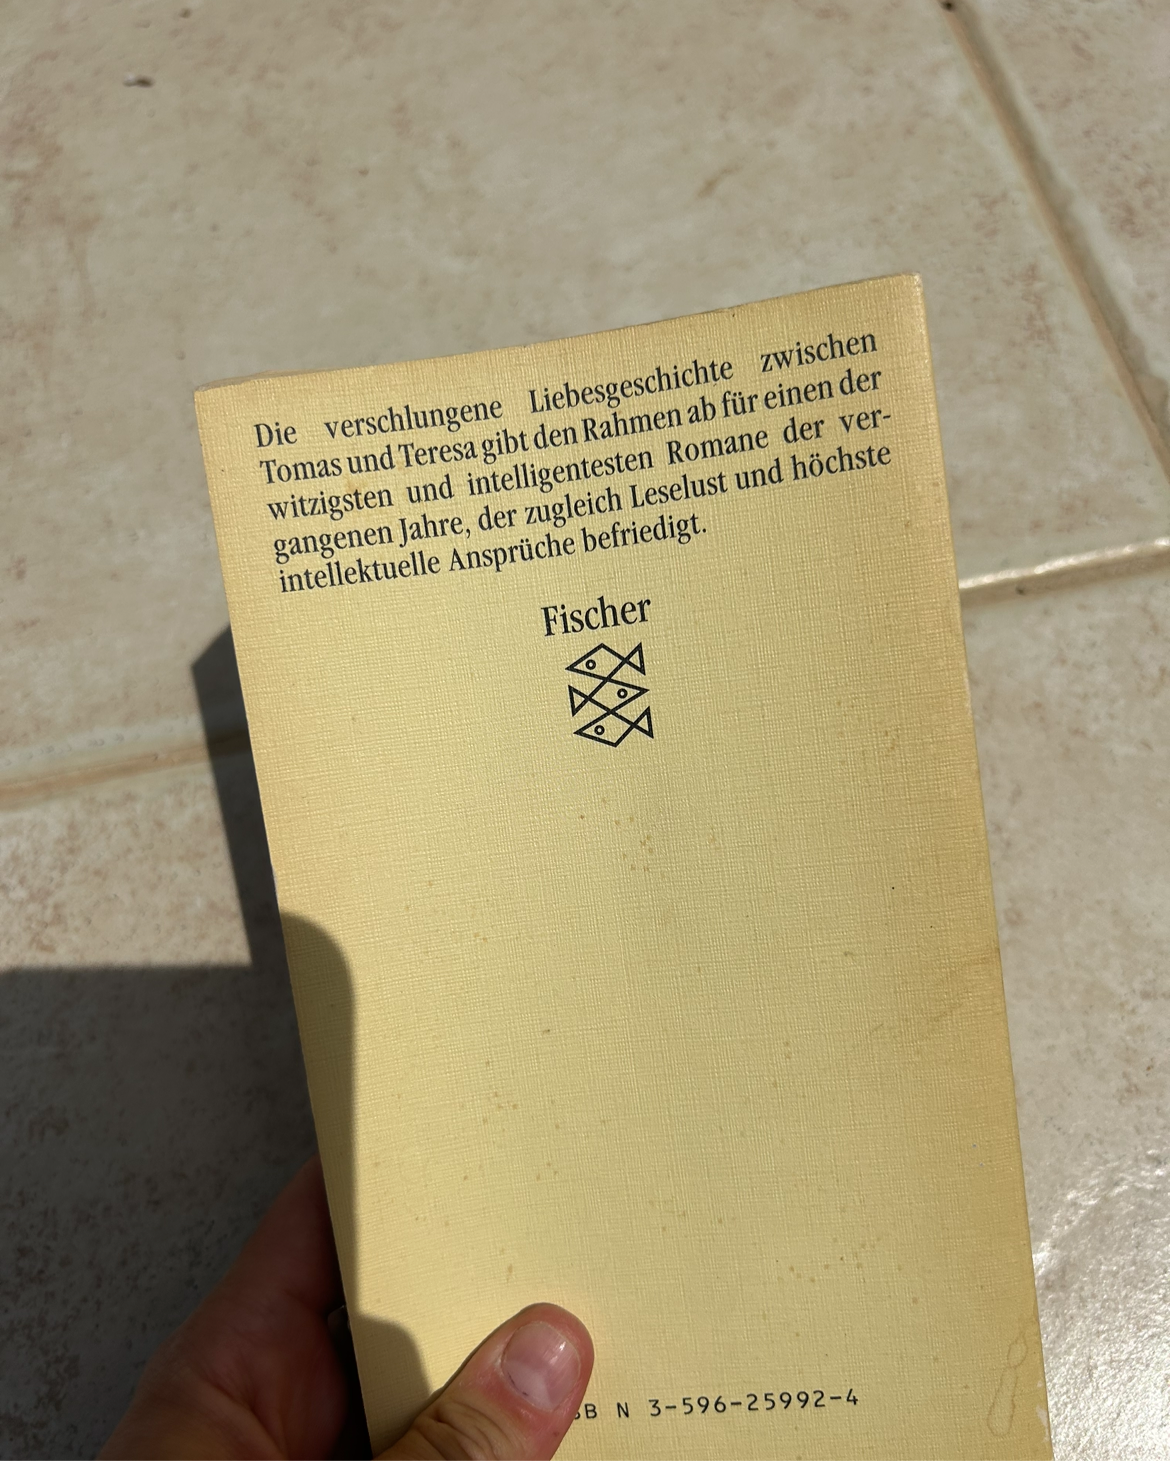 Die verschlungene Liebesgeschichte zwischen
Tomas und Teresa gibt den Rahmen ab für einen der
witzigsten und intelligentesten Romane der ver-
gangenen Jahre, der zugleich Leselust und höchste
intellektuelle Ansprüche befriedigt.
Fischer
BN 3-596-25992-4